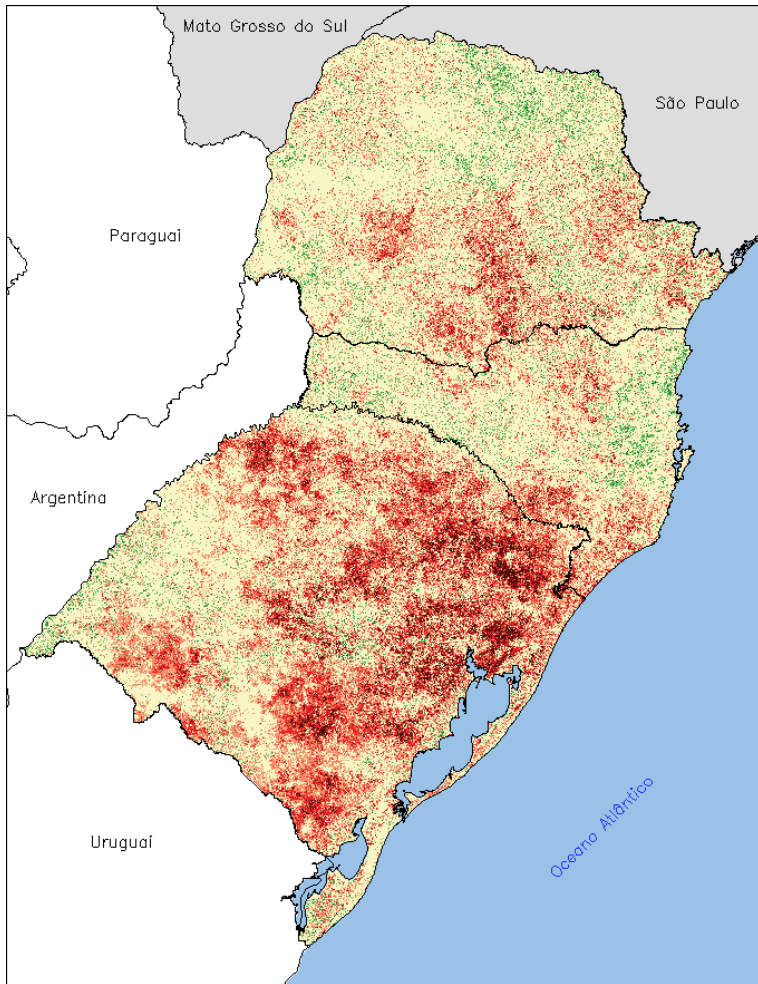 Mato Grosso do Sul
São Paulo
Paraguai
Argentina
Uruguai
Oceano Atlântico